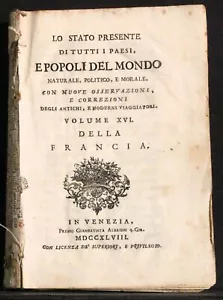 LO STATO PRESENTE
DI TUTTI I PAESI,
E POPOLI DEL MONDO
NATURALE, POLITICO, E MORALE,
CON NUOVE OSSERVAZIONI,
E CORREZIONI
DEGLI ANTICHI, E MODERNI VIAGGIATORI.
VOLUME XVI.
DELLA
FRANCIA.
IN VENEZIA,
Presso Giambatista Albrizzi q. Gir.
MDCCXLVIII.
CON LICENZA DE' SUPERIORI, E PRIVILEGIO.